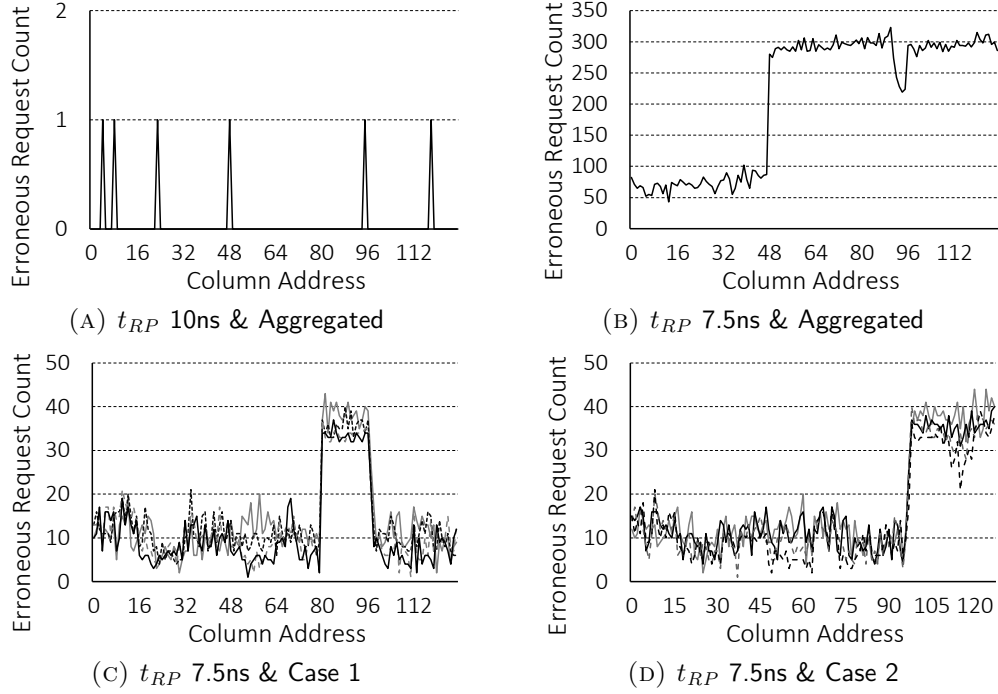 Erroneous Request Count
2
1
0
0 16 32 48 64 80 96 112
Column Address
(A) t_RP 10ns & Aggregated
Erroneous Request Count
350
300
250
200
150
100
50
0
0 16 32 48 64 80 96 112
Column Address
(B) t_RP 7.5ns & Aggregated
Erroneous Request Count
50
40
30
20
10
0
0 16 32 48 64 80 96 112
Column Address
(C) t_RP 7.5ns & Case 1
Erroneous Request Count
50
40
30
20
10
0
0 15 30 45 60 75 90 105 120
Column Address
(D) t_RP 7.5ns & Case 2